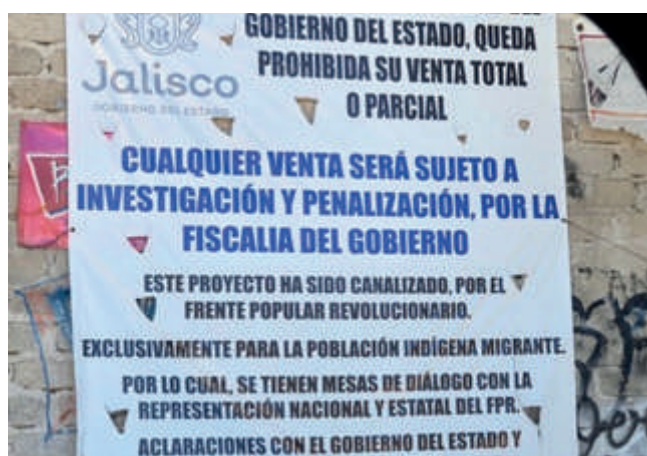 GOBIERNO DEL ESTADO, QUEDA
PROHIBIDA SU VENTA TOTAL
O PARCIAL
Jalisco
GOBIERNO DEL ESTADO
CUALQUIER VENTA SERÁ SUJETO A
INVESTIGACIÓN Y PENALIZACIÓN, POR LA
FISCALIA DEL GOBIERNO
ESTE PROYECTO HA SIDO CANALIZADO, POR EL
FRENTE POPULAR REVOLUCIONARIO.
EXCLUSIVAMENTE PARA LA POBLACIÓN INDÍGENA MIGRANTE.
POR LO CUAL, SE TIENEN MESAS DE DIÁLOGO CON LA
REPRESENTACIÓN NACIONAL Y ESTATAL DEL FPR.
ACLARACIONES CON EL GOBIERNO DEL ESTADO Y